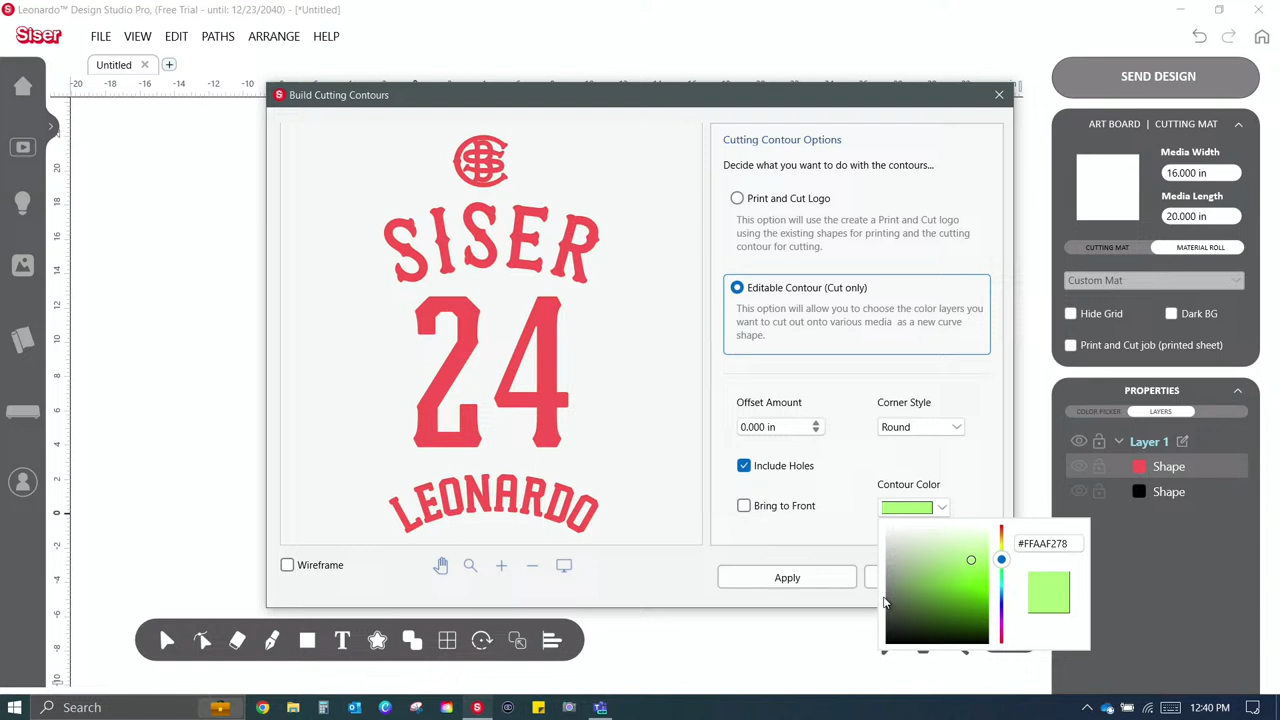 Leonardo™ Design Studio Pro, (Free Trial - until: 12/23/2040) - [*Untitled]
Siser FILE VIEW EDIT PATHS ARRANGE HELP
Untitled
-20 -16 -14 -12 -10
Build Cutting Contours
CBS
SISER
24
LEONARDO
Wireframe
Cutting Contour Options
Decide what you want to do with the contours...
Print and Cut Logo
This option will use the create a Print and Cut logo
using the existing shapes for printing and the cutting
contour for cutting.
Editable Contour (Cut only)
This option will allow you to choose the color layers you
want to cut out onto various media as a new curve
shape.
Offset Amount
0.000 in
Corner Style
Round
Include Holes
Bring to Front
Contour Color
#FFAAF278
Apply
SEND DESIGN
ART BOARD | CUTTING MAT
Media Width
16.000 in
Media Length
20.000 in
CUTTING MAT MATERIAL ROLL
Custom Mat
Hide Grid Dark BG
Print and Cut job (printed sheet)
PROPERTIES
COLOR PICKER LAYERS
Layer 1
Shape
Shape
Search
12:40 PM